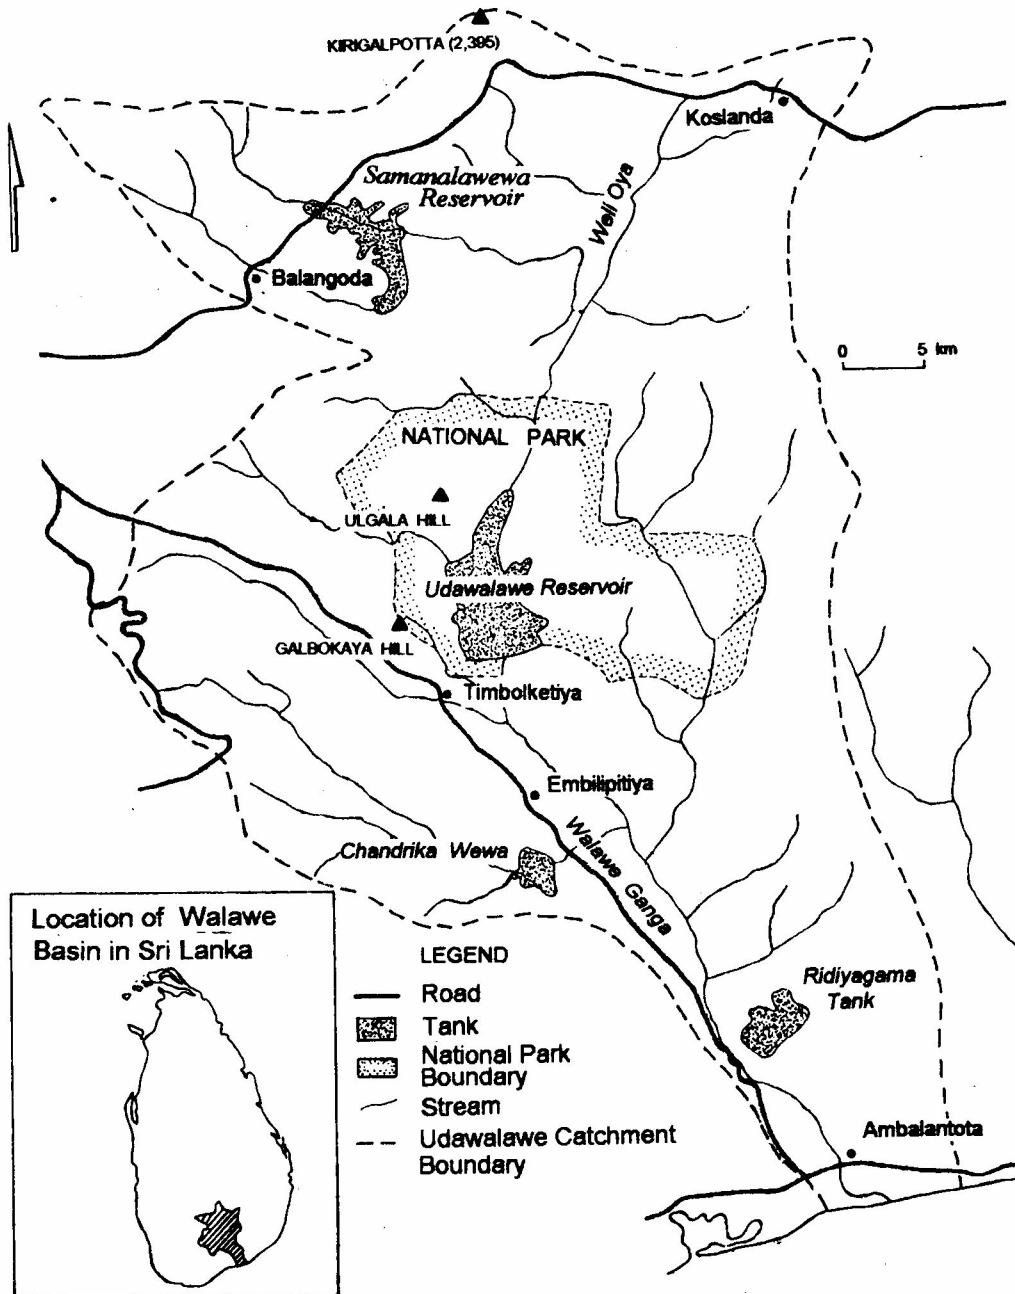 KIRIGALPOTTA (2,395)
Koslanda
Samanalawewa
Reservoir
Weli Oya
Balangoda
0 5 km
NATIONAL PARK
ULGALA HILL
Udawalawe Reservoir
GALBOKAYA HILL
Timbolketiya
Embilipitiya
Chandrika Wewa
Walawe Ganga
Ridiyagama
Tank
Ambalantota
Location of Walawe
Basin in Sri Lanka
LEGEND
Road
Tank
National Park
Boundary
Stream
Udawalawe Catchment
Boundary